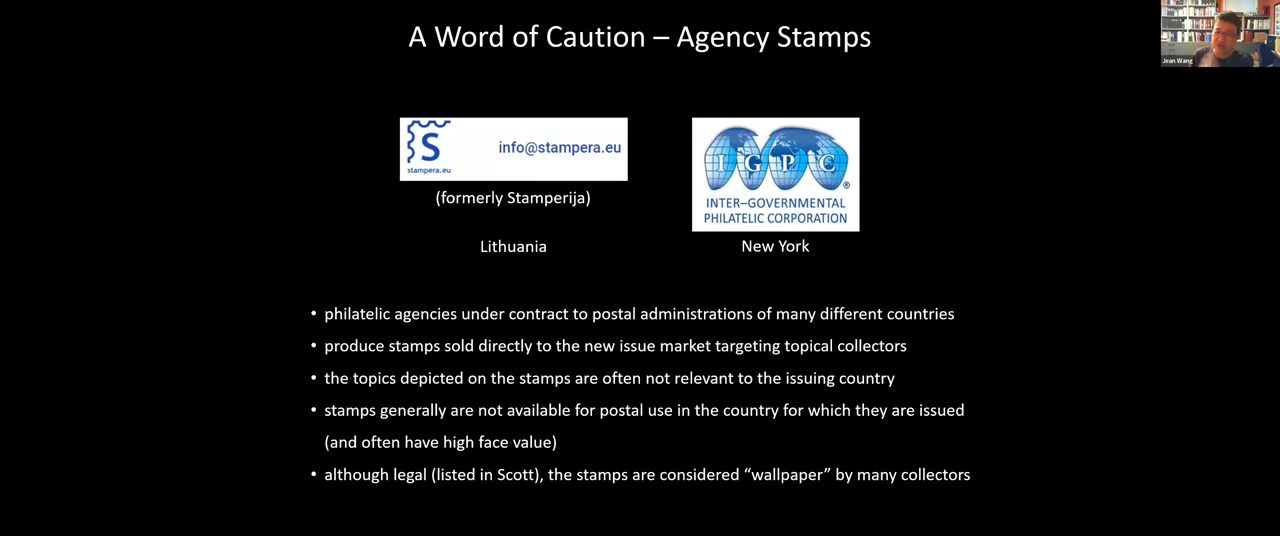 A Word of Caution – Agency Stamps
Jean Wang
S
stampera.eu
info@stampera.eu
(formerly Stamperija)
Lithuania
I G P C
®
INTER–GOVERNMENTAL
PHILATELIC CORPORATION
New York
• philatelic agencies under contract to postal administrations of many different countries
• produce stamps sold directly to the new issue market targeting topical collectors
• the topics depicted on the stamps are often not relevant to the issuing country
• stamps generally are not available for postal use in the country for which they are issued
(and often have high face value)
• although legal (listed in Scott), the stamps are considered “wallpaper” by many collectors